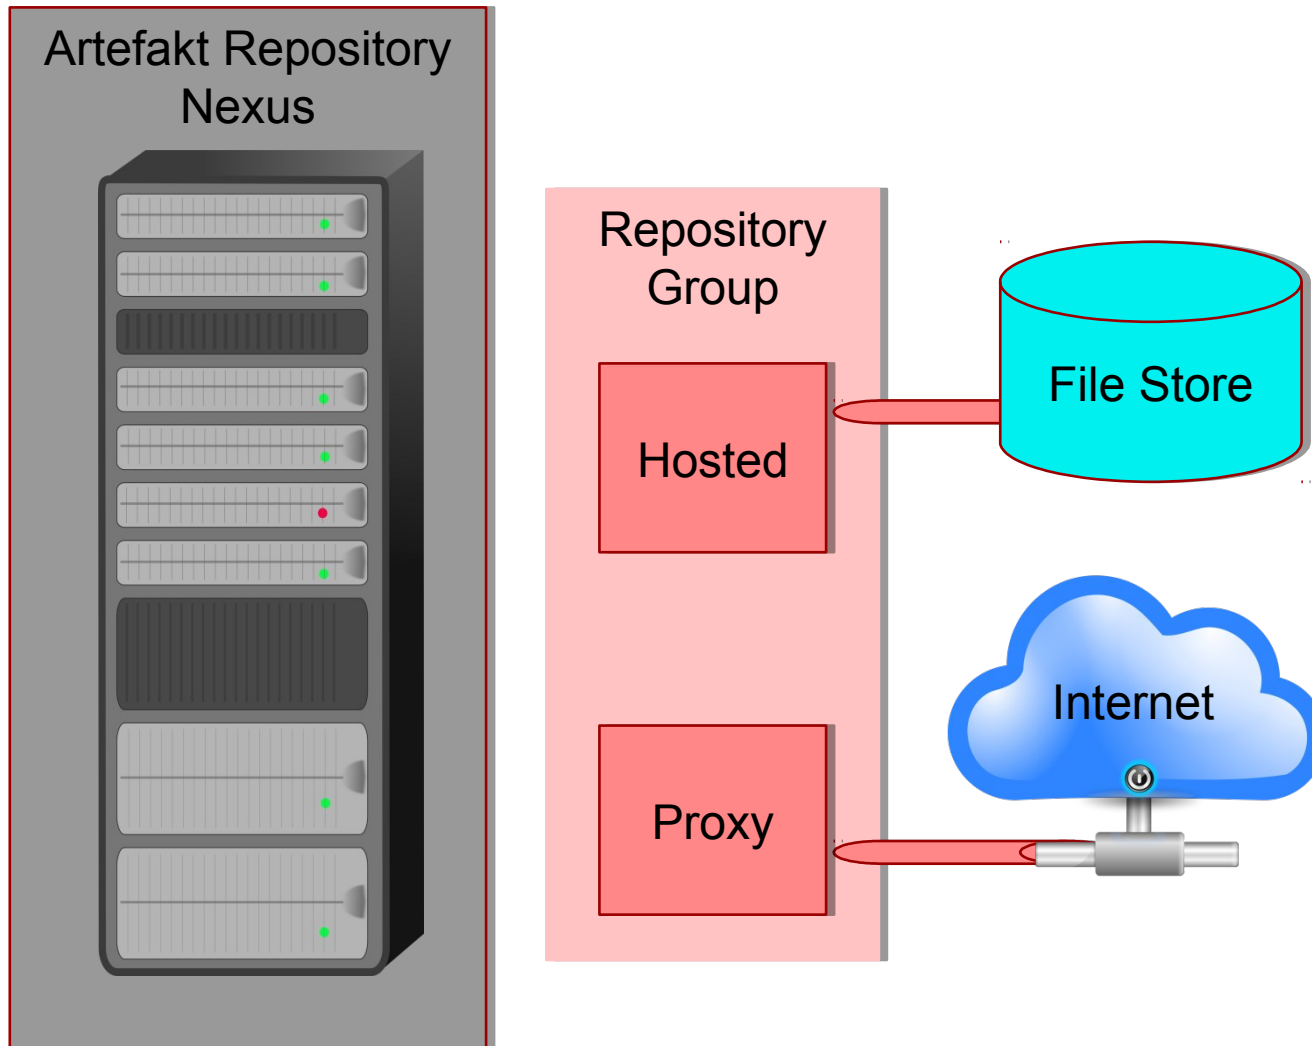 Artefakt Repository
Nexus
Repository
Group
Hosted
File Store
Internet
Proxy